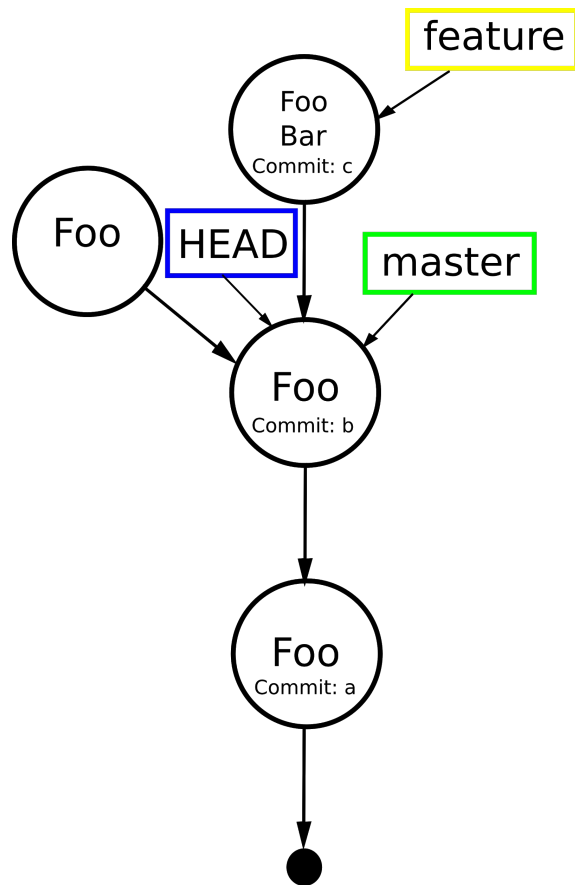 feature
Foo
Bar
Commit: c
Foo
HEAD
master
Foo
Commit: b
Foo
Commit: a